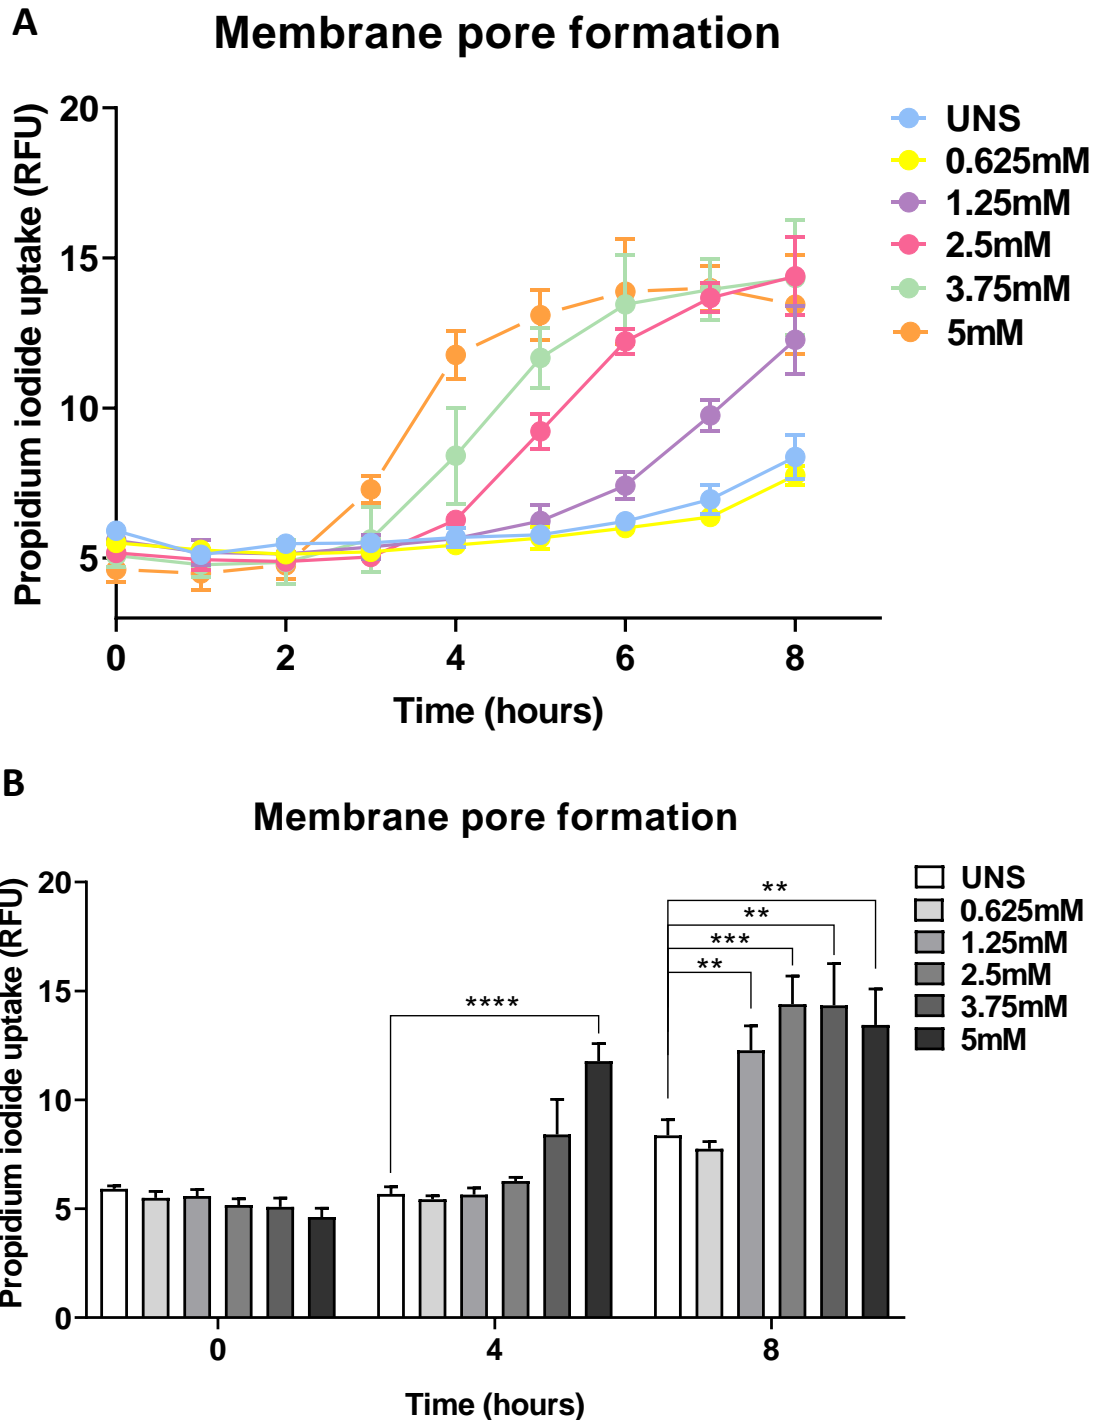 A
Membrane pore formation
Propidium iodide uptake (RFU)
20
15
10
5
0
2
4
6
8
Time (hours)
UNS
0.625mM
1.25mM
2.5mM
3.75mM
5mM
B
Membrane pore formation
Propidium iodide uptake (RFU)
20
15
10
5
0
****
**
**
***
**
0
4
8
Time (hours)
UNS
0.625mM
1.25mM
2.5mM
3.75mM
5mM